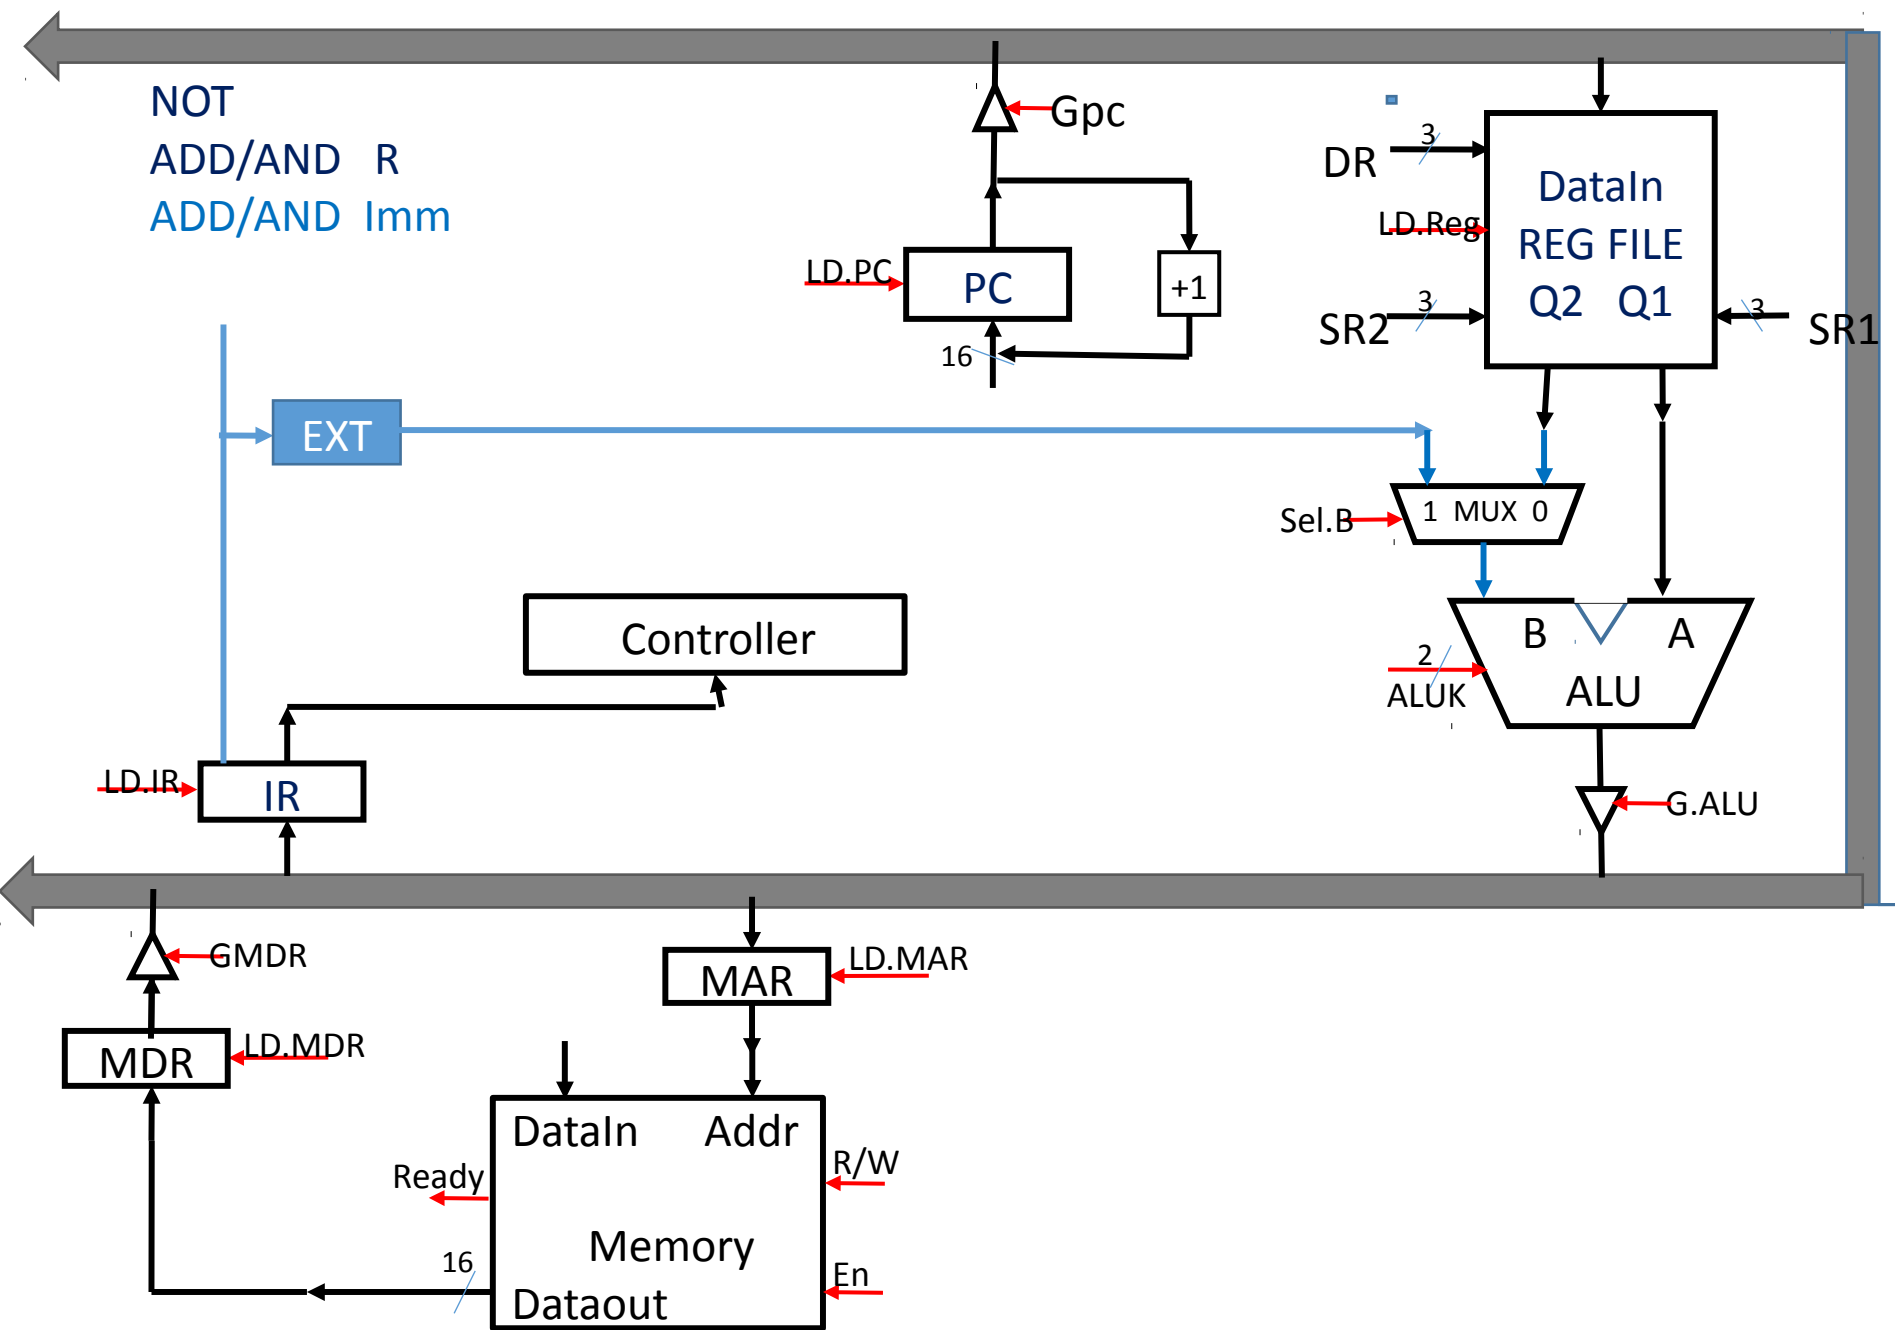 NOT
ADD/AND R
ADD/AND Imm
Gpc
LD.PC
PC
+1
16
DR
3
LD.Reg
SR2
3
DataIn
REG FILE
Q2 Q1
3
SR1
EXT
Sel.B
1 MUX 0
Controller
B A
2
ALUK
ALU
LD.IR
IR
G.ALU
GMDR
MAR
LD.MAR
MDR
LD.MDR
DataIn Addr
Ready
R/W
Memory
16
En
Dataout